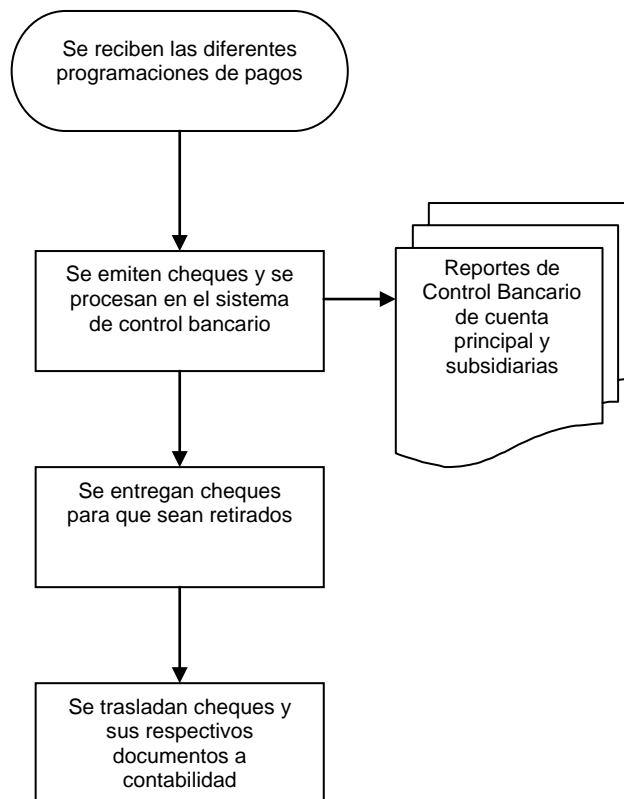 Se reciben las diferentes
programaciones de pagos
Se emiten cheques y se
procesan en el sistema
de control bancario
Reportes de
Control Bancario
de cuenta
principal y
subsidiarias
Se entregan cheques
para que sean retirados
Se trasladan cheques y
sus respectivos
documentos a
contabilidad